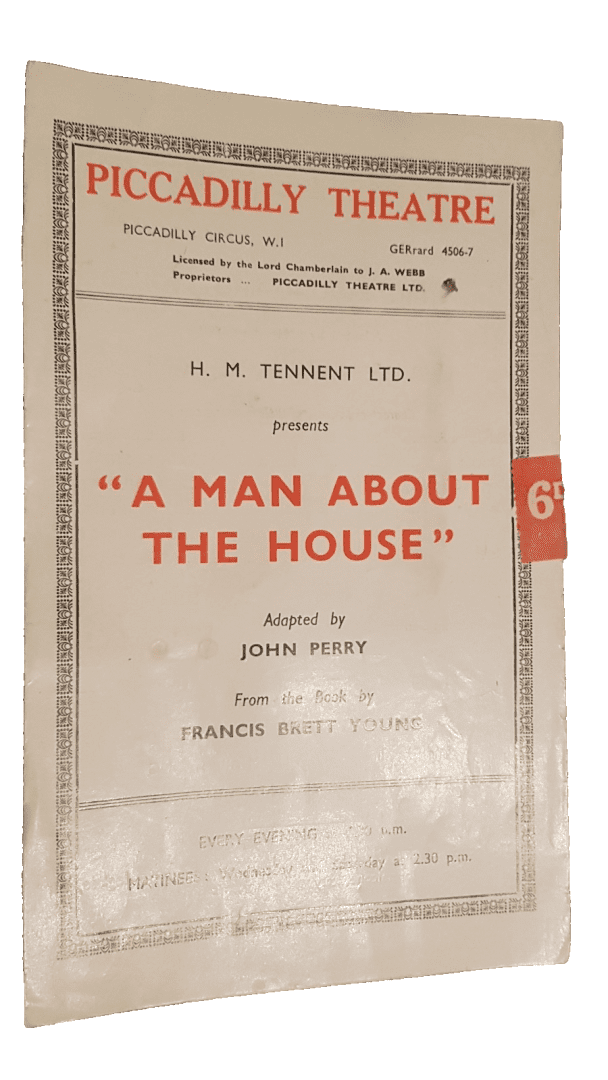 PICCADILLY THEATRE
PICCADILLY CIRCUS, W.I
GERrard 4506-7
Licensed by the Lord Chamberlain to J. A. WEBB
Proprietors ... PICCADILLY THEATRE LTD.
H. M. TENNENT LTD.
presents
"A MAN ABOUT
THE HOUSE"
6D
Adapted by
JOHN PERRY
From the Book by
FRANCIS BRETT YOUNG
EVERY EVENING p.m.
MATINEES : Wednesday Saturday at 2.30 p.m.